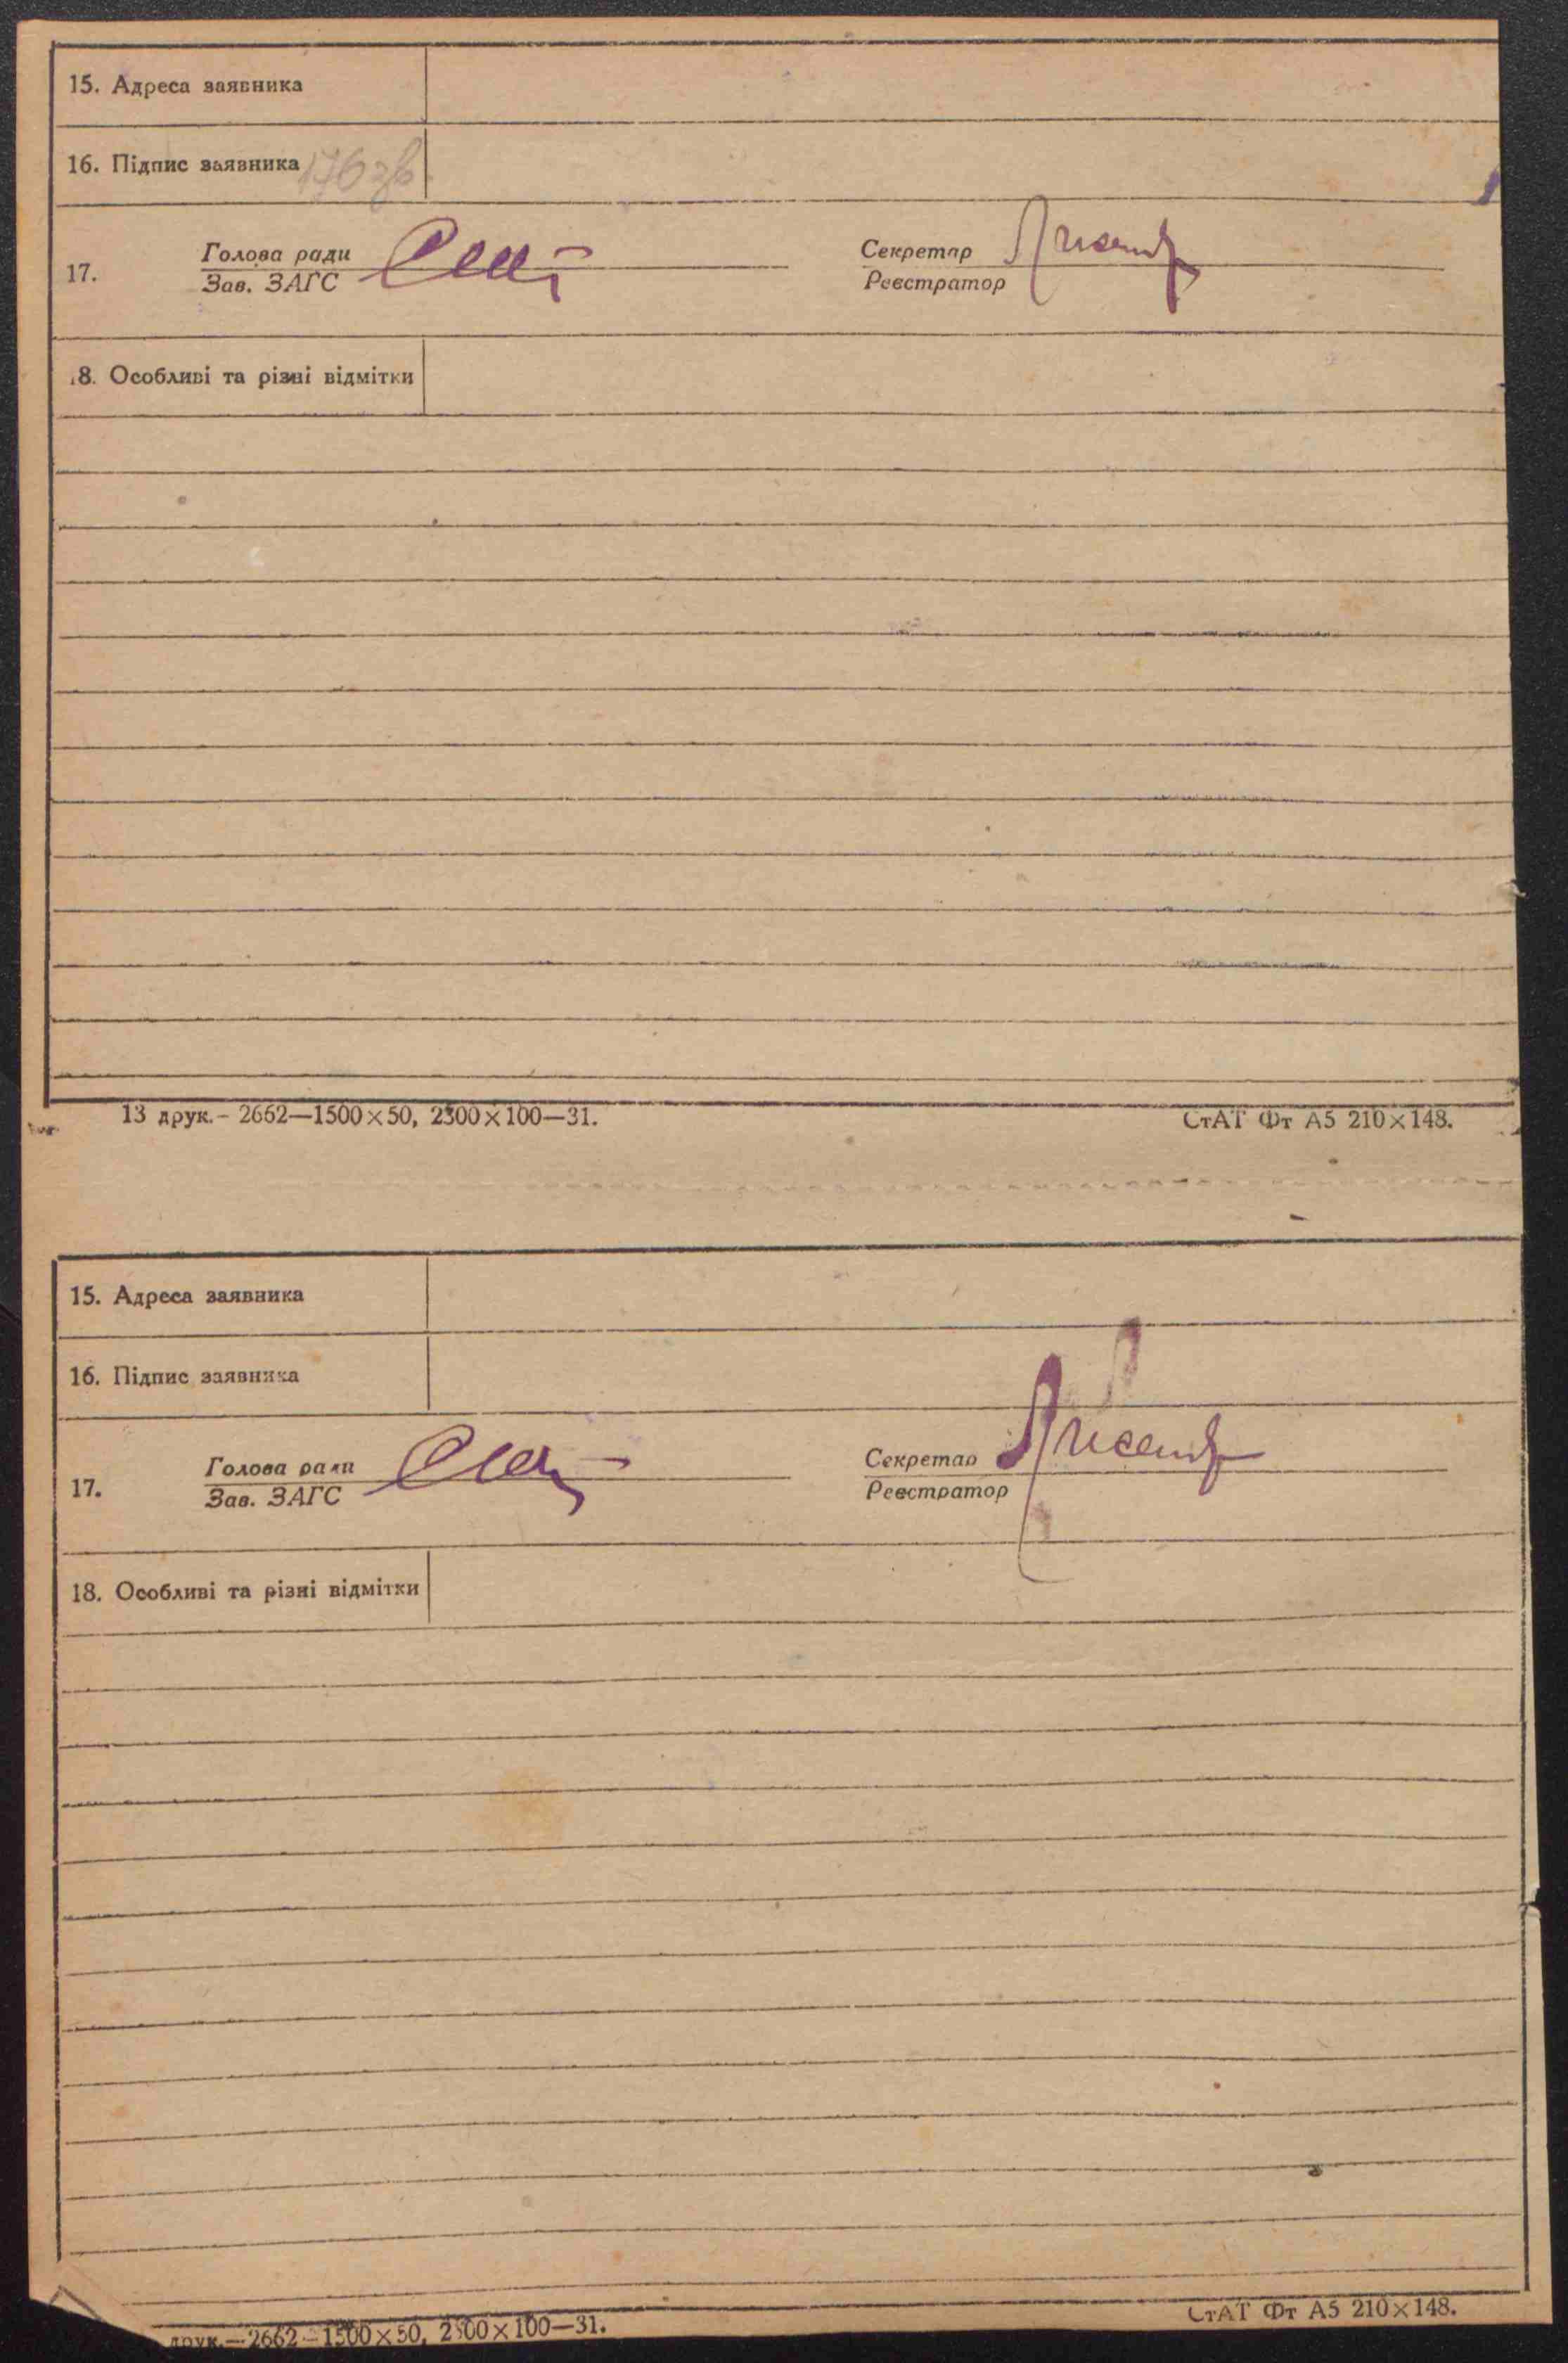 15. Адреса заявника
16. Підпис заявника 176 зв.
17. Голова ради
Зав. ЗАГС
Секретар
Реєстратор
18. Особливі та різні відмітки
13 друк.- 2662—1500×50, 2300×100—31. СтАТ Фт А5 210×148.
15. Адреса заявника
16. Підпис заявника
17. Голова ради
Зав. ЗАГС
Секретар
Реєстратор
18. Особливі та різні відмітки
друк.—2662—1500×50, 2300×100—31. СтАТ Фт А5 210×148.